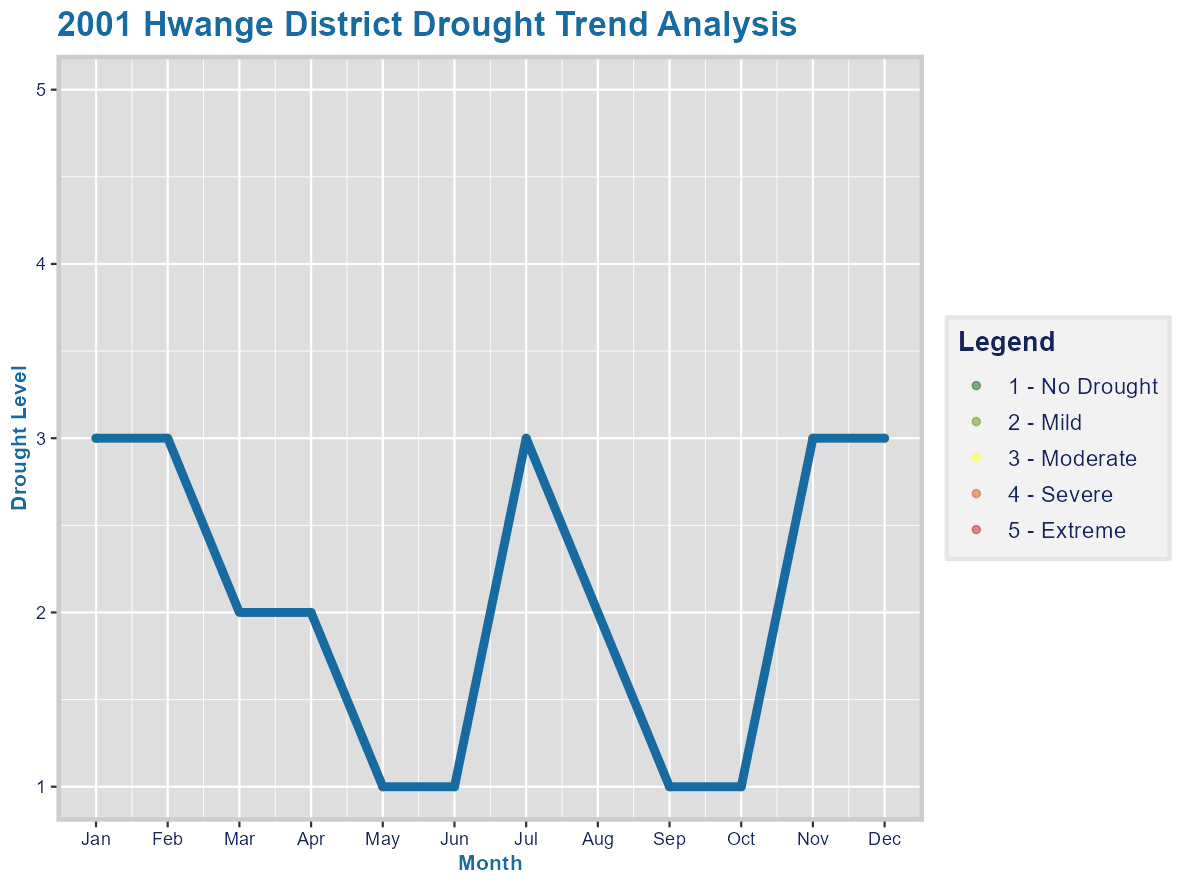 2001 Hwange District Drought Trend Analysis
Drought Level
5
4
3
2
1
Jan Feb Mar Apr May Jun Jul Aug Sep Oct Nov Dec
Month
Legend
1 - No Drought
2 - Mild
3 - Moderate
4 - Severe
5 - Extreme